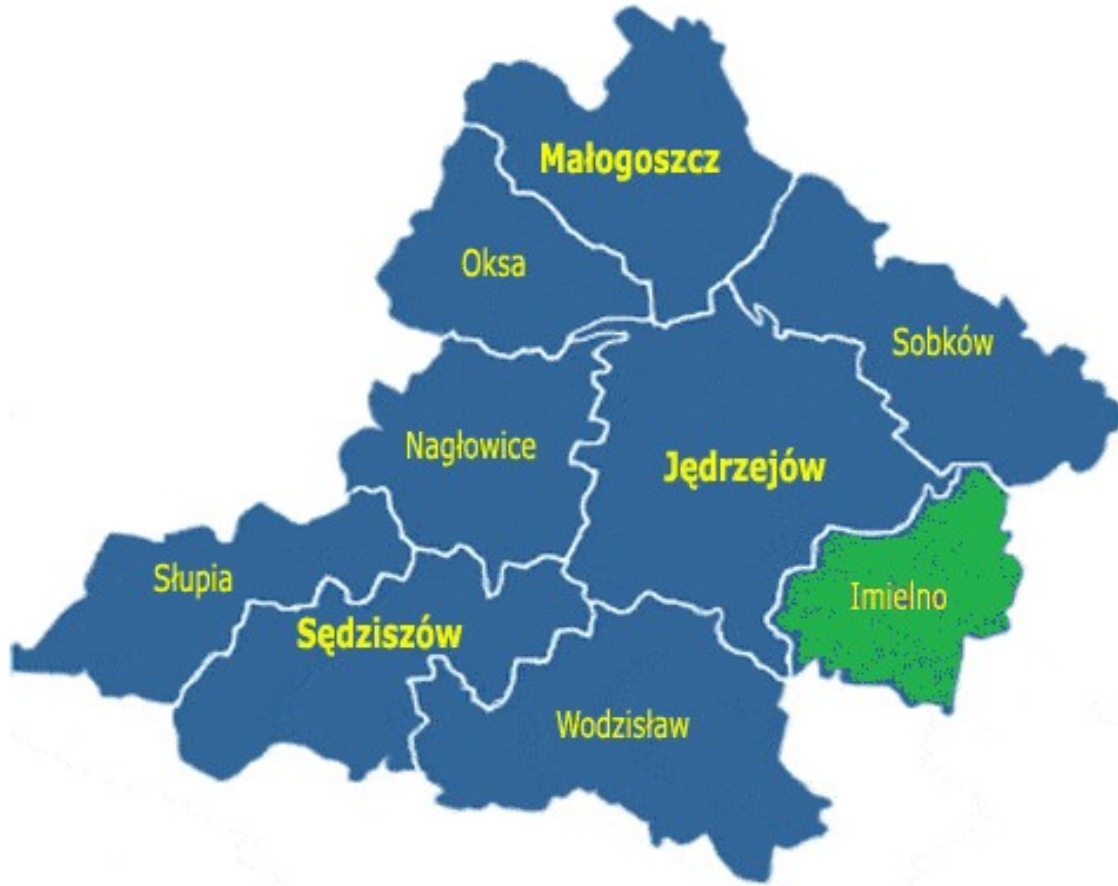 Małogoszcz
Oksa
Sobków
Nagłowice
Jędrzejów
Słupia
Imielno
Sędziszów
Wodzisław